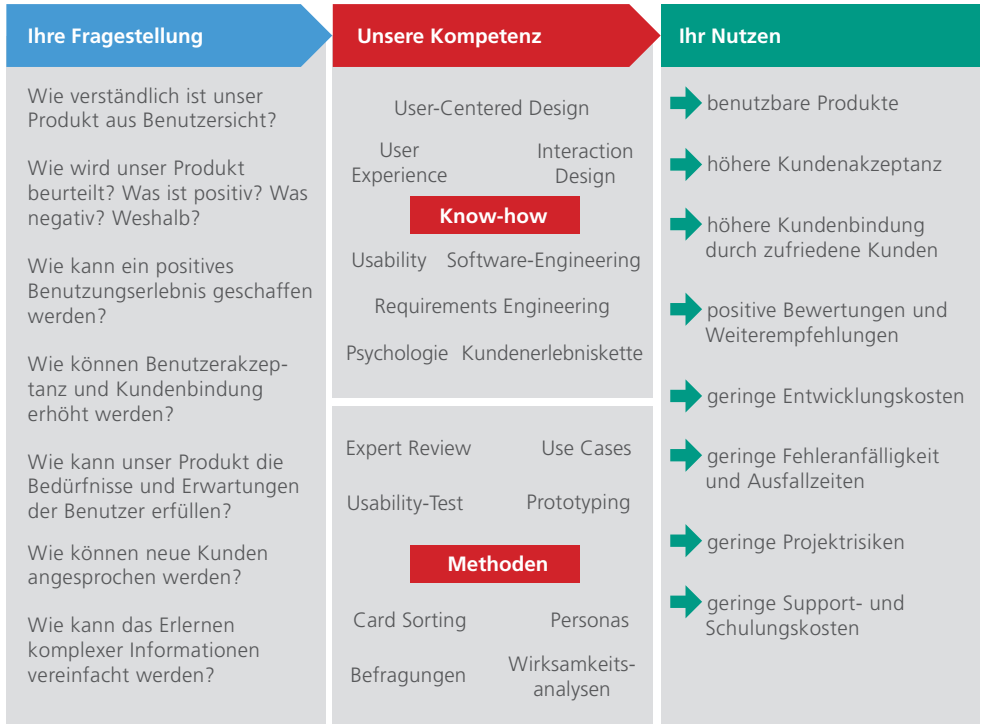 Ihre Fragestellung
Wie verständlich ist unser
Produkt aus Benutzersicht?
Wie wird unser Produkt
beurteilt? Was ist positiv? Was
negativ? Weshalb?
Wie kann ein positives
Benutzungserlebnis geschaffen
werden?
Wie können Benutzerakzep-
tanz und Kundenbindung
erhöht werden?
Wie kann unser Produkt die
Bedürfnisse und Erwartungen
der Benutzer erfüllen?
Wie können neue Kunden
angesprochen werden?
Wie kann das Erlernen
komplexer Informationen
vereinfacht werden?
Unsere Kompetenz
User-Centered Design
User
Experience
Interaction
Design
Know-how
Usability Software-Engineering
Requirements Engineering
Psychologie Kundenerlebniskette
Expert Review Use Cases
Usability-Test Prototyping
Methoden
Card Sorting Personas
Befragungen
Wirksamkeits-
analysen
Ihr Nutzen
benutzbare Produkte
höhere Kundenakzeptanz
höhere Kundenbindung
durch zufriedene Kunden
positive Bewertungen und
Weiterempfehlungen
geringe Entwicklungskosten
geringe Fehleranfälligkeit
und Ausfallzeiten
geringe Projektrisiken
geringe Support- und
Schulungskosten